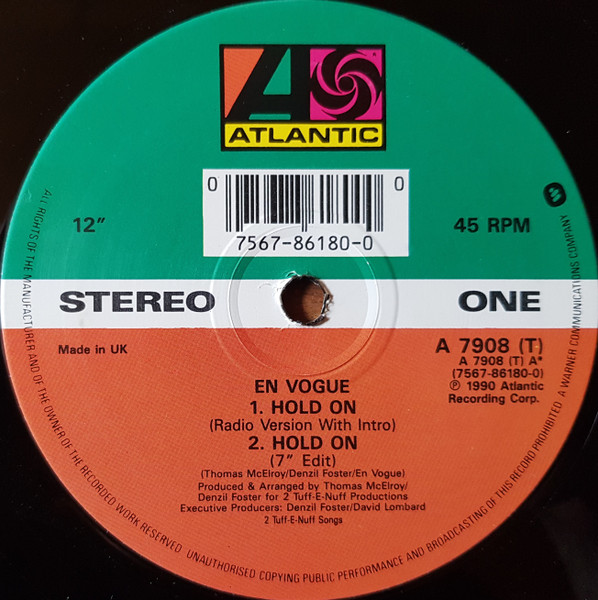 ATLANTIC
0 0
7567-86180-0
12"
45 RPM
STEREO
ONE
Made in UK
A 7908 (T)
A 7908 (T) A*
(7567-86180-0)
℗ 1990 Atlantic
Recording Corp.
EN VOGUE
1. HOLD ON
(Radio Version With Intro)
2. HOLD ON
(7" Edit)
(Thomas McElroy/Denzil Foster/En Vogue)
Produced & Arranged by Thomas McElroy/
Denzil Foster for 2 Tuff-E-Nuff Productions
Executive Producers: Denzil Foster/David Lombard
2 Tuff-E-Nuff Songs
ALL RIGHTS OF THE MANUFACTURER AND OF THE OWNER OF THE RECORDED WORK RESERVED. UNAUTHORISED COPYING PUBLIC PERFORMANCE AND BROADCASTING OF THIS RECORD PROHIBITED. A WARNER COMMUNICATIONS COMPANY